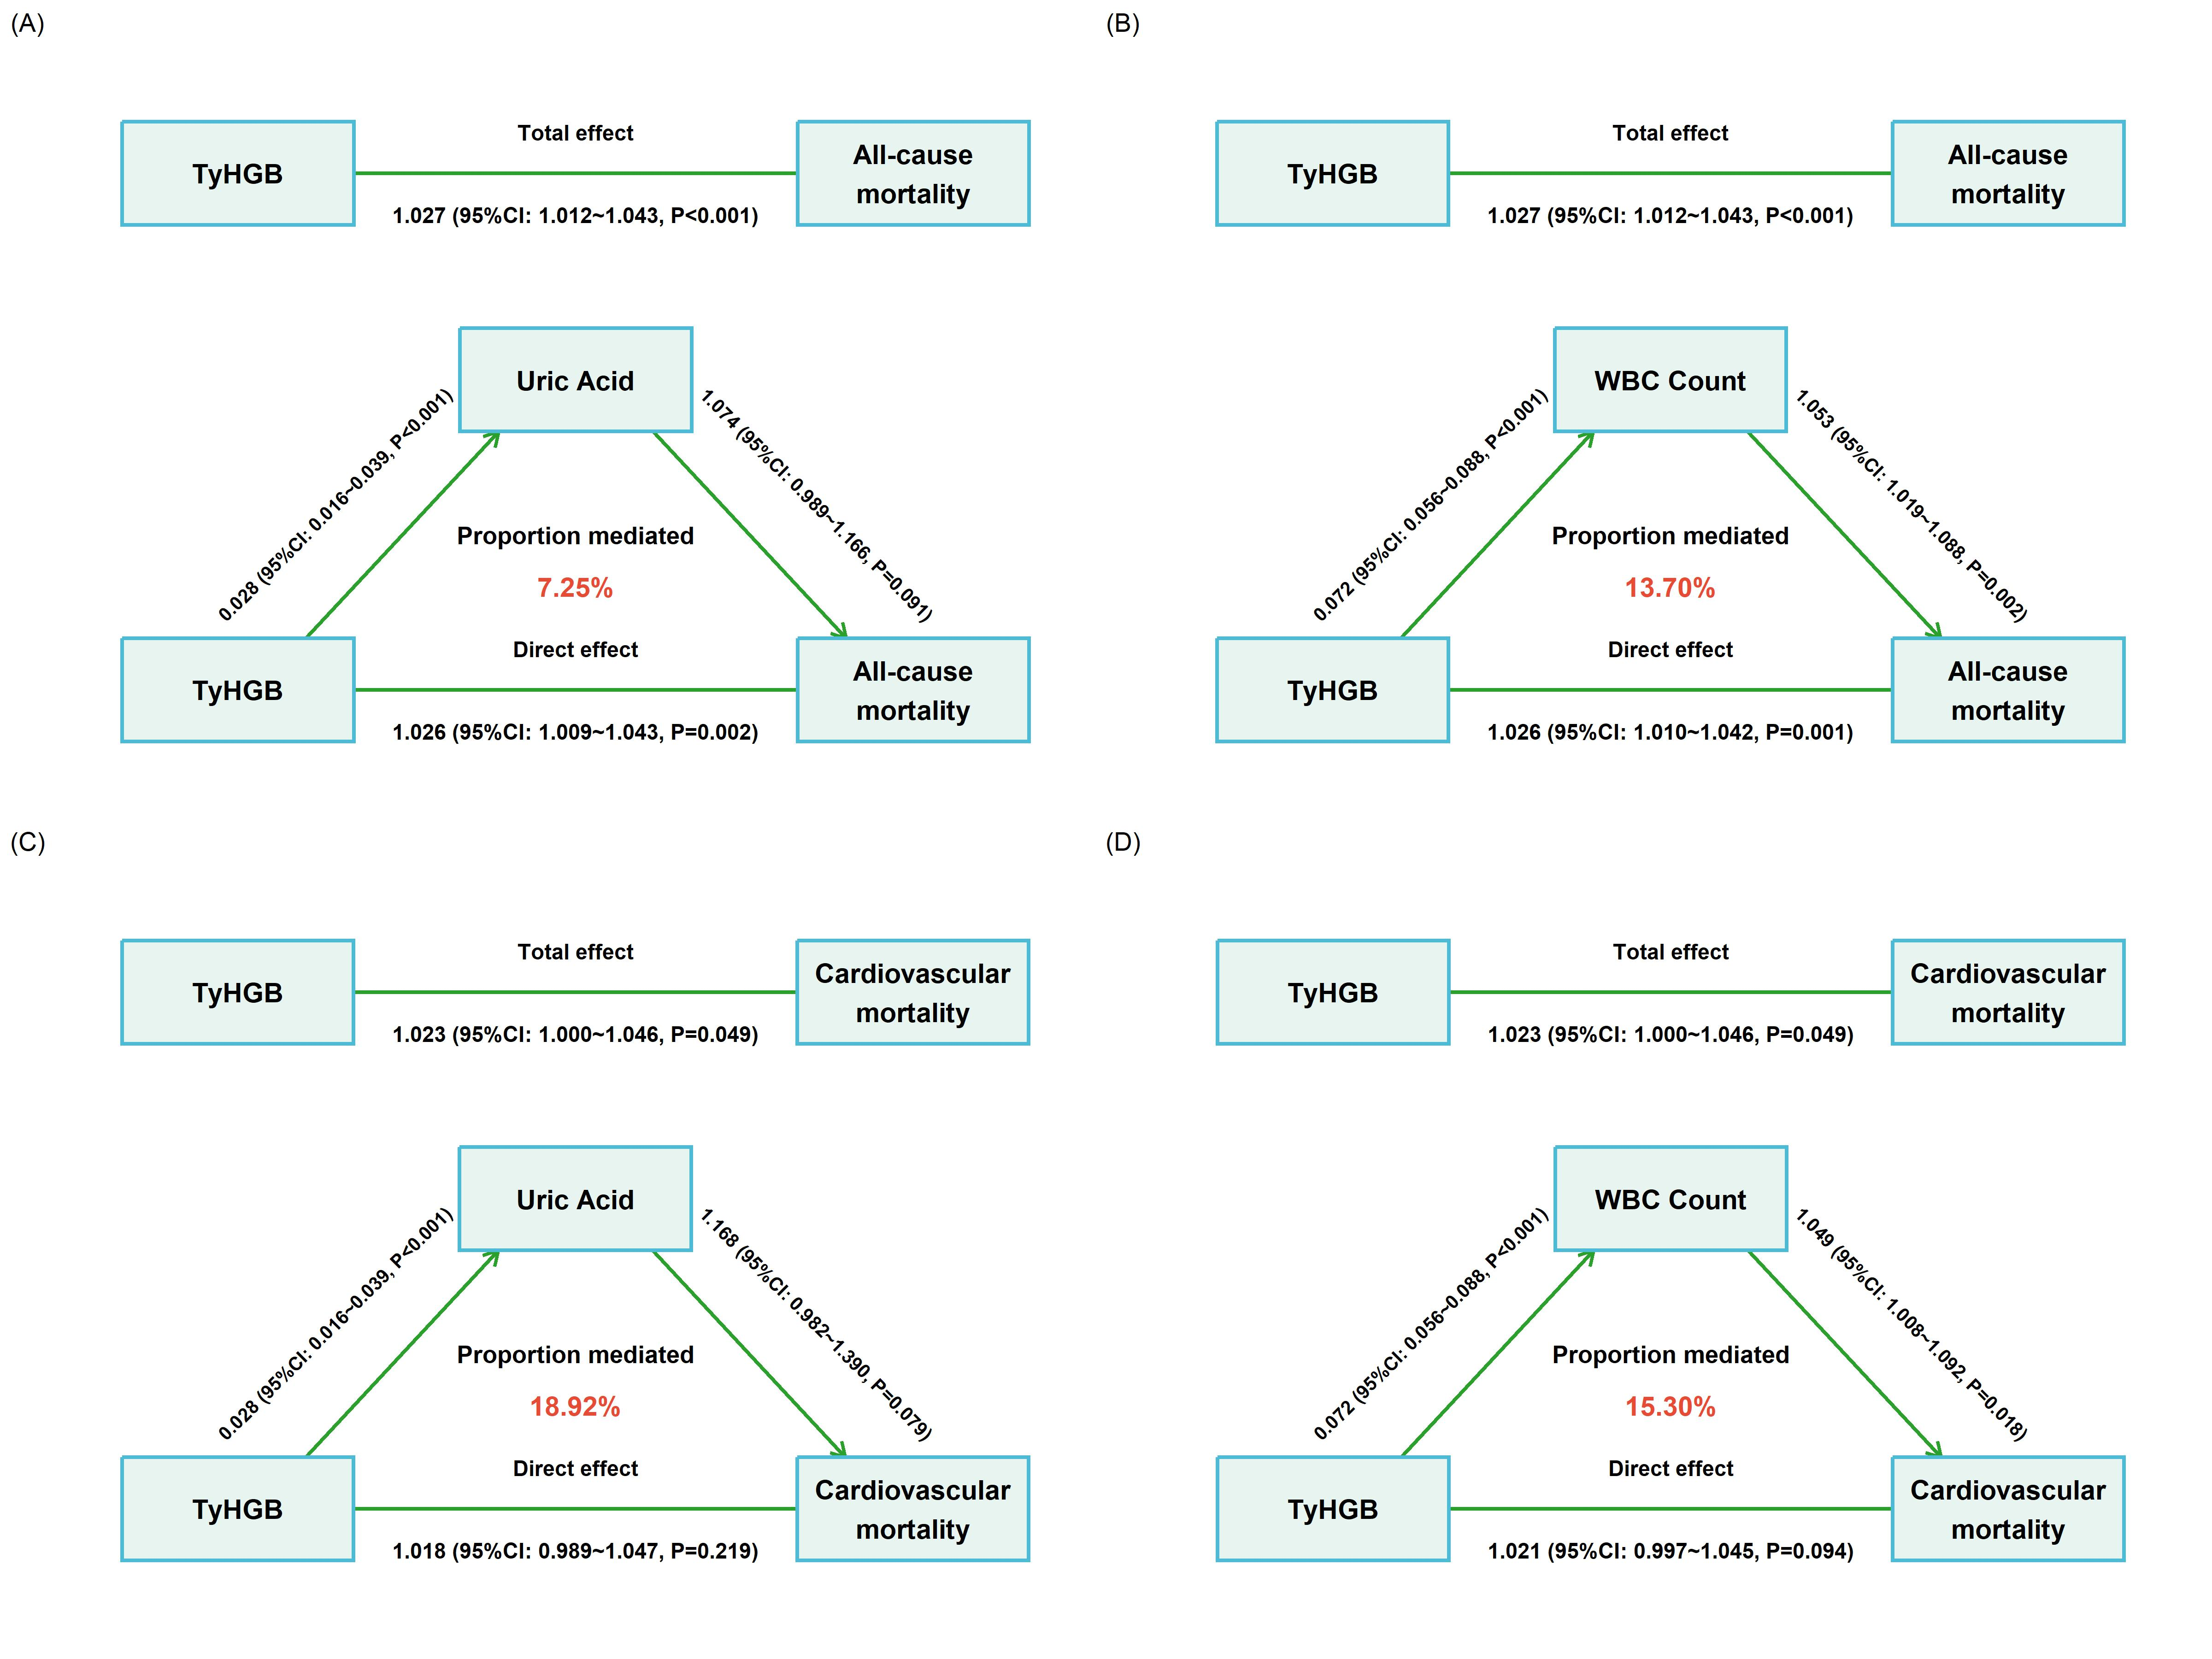 (A)
TyHGB
Total effect
1.027 (95%CI: 1.012~1.043, P<0.001)
All-cause
mortality
Uric Acid
0.028 (95%CI: 0.016~0.039, P<0.001)
1.074 (95%CI: 0.989~1.166, P=0.091)
Proportion mediated
7.25%
TyHGB
Direct effect
1.026 (95%CI: 1.009~1.043, P=0.002)
All-cause
mortality
(B)
TyHGB
Total effect
1.027 (95%CI: 1.012~1.043, P<0.001)
All-cause
mortality
WBC Count
0.072 (95%CI: 0.056~0.088, P<0.001)
1.053 (95%CI: 1.019~1.088, P=0.002)
Proportion mediated
13.70%
TyHGB
Direct effect
1.026 (95%CI: 1.010~1.042, P=0.001)
All-cause
mortality
(C)
TyHGB
Total effect
1.023 (95%CI: 1.000~1.046, P=0.049)
Cardiovascular
mortality
Uric Acid
0.028 (95%CI: 0.016~0.039, P<0.001)
1.168 (95%CI: 0.982~1.390, P=0.079)
Proportion mediated
18.92%
TyHGB
Direct effect
1.018 (95%CI: 0.989~1.047, P=0.219)
Cardiovascular
mortality
(D)
TyHGB
Total effect
1.023 (95%CI: 1.000~1.046, P=0.049)
Cardiovascular
mortality
WBC Count
0.072 (95%CI: 0.056~0.088, P<0.001)
1.049 (95%CI: 1.008~1.092, P=0.018)
Proportion mediated
15.30%
TyHGB
Direct effect
1.021 (95%CI: 0.997~1.045, P=0.094)
Cardiovascular
mortality